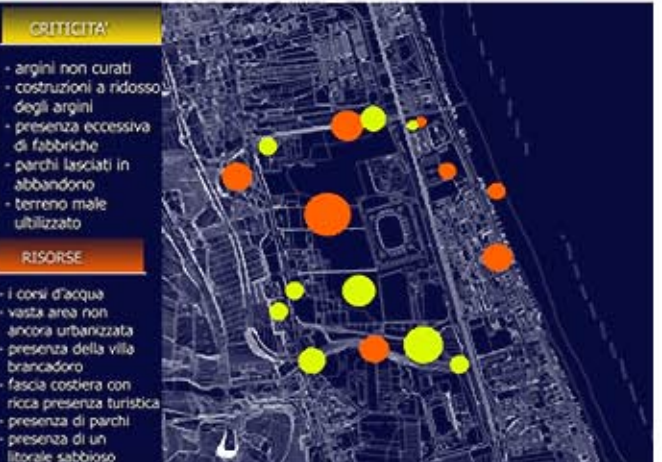 CRITICITA'
- argini non curati
- costruzioni a ridosso
degli argini
- presenza eccessiva
di fabbriche
- parchi lasciati in
abbandono
- terreno male
ultilizzato
RISORSE
- i corsi d'acqua
- vasta area non
ancora urbanizzata
- presenza della villa
brancadoro
- fascia costiera con
ricca presenza turistica
- presenza di parchi
- presenza di un
litorale sabbioso